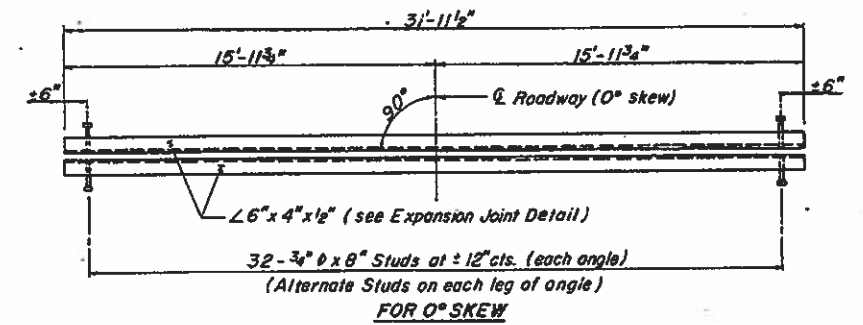 31'-11½"
15'-11¾" 15'-11¾"
±6" ±6"
90°
℄ Roadway (0° skew)
∠6"x 4"x½" (see Expansion Joint Detail)
32-¾"φ x 8" Studs at ± 12"cts. (each angle)
(Alternate Studs on each leg of angle)
FOR 0° SKEW